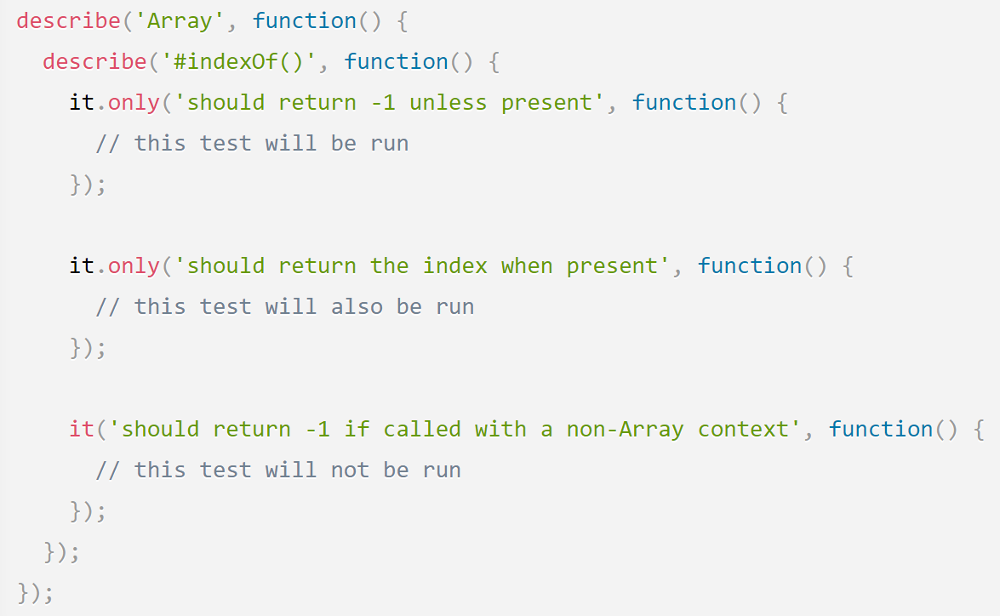 describe('Array', function() {
  describe('#indexOf()', function() {
    it.only('should return -1 unless present', function() {
      // this test will be run
    });

    it.only('should return the index when present', function() {
      // this test will also be run
    });

    it('should return -1 if called with a non-Array context', function() {
      // this test will not be run
    });
  });
});